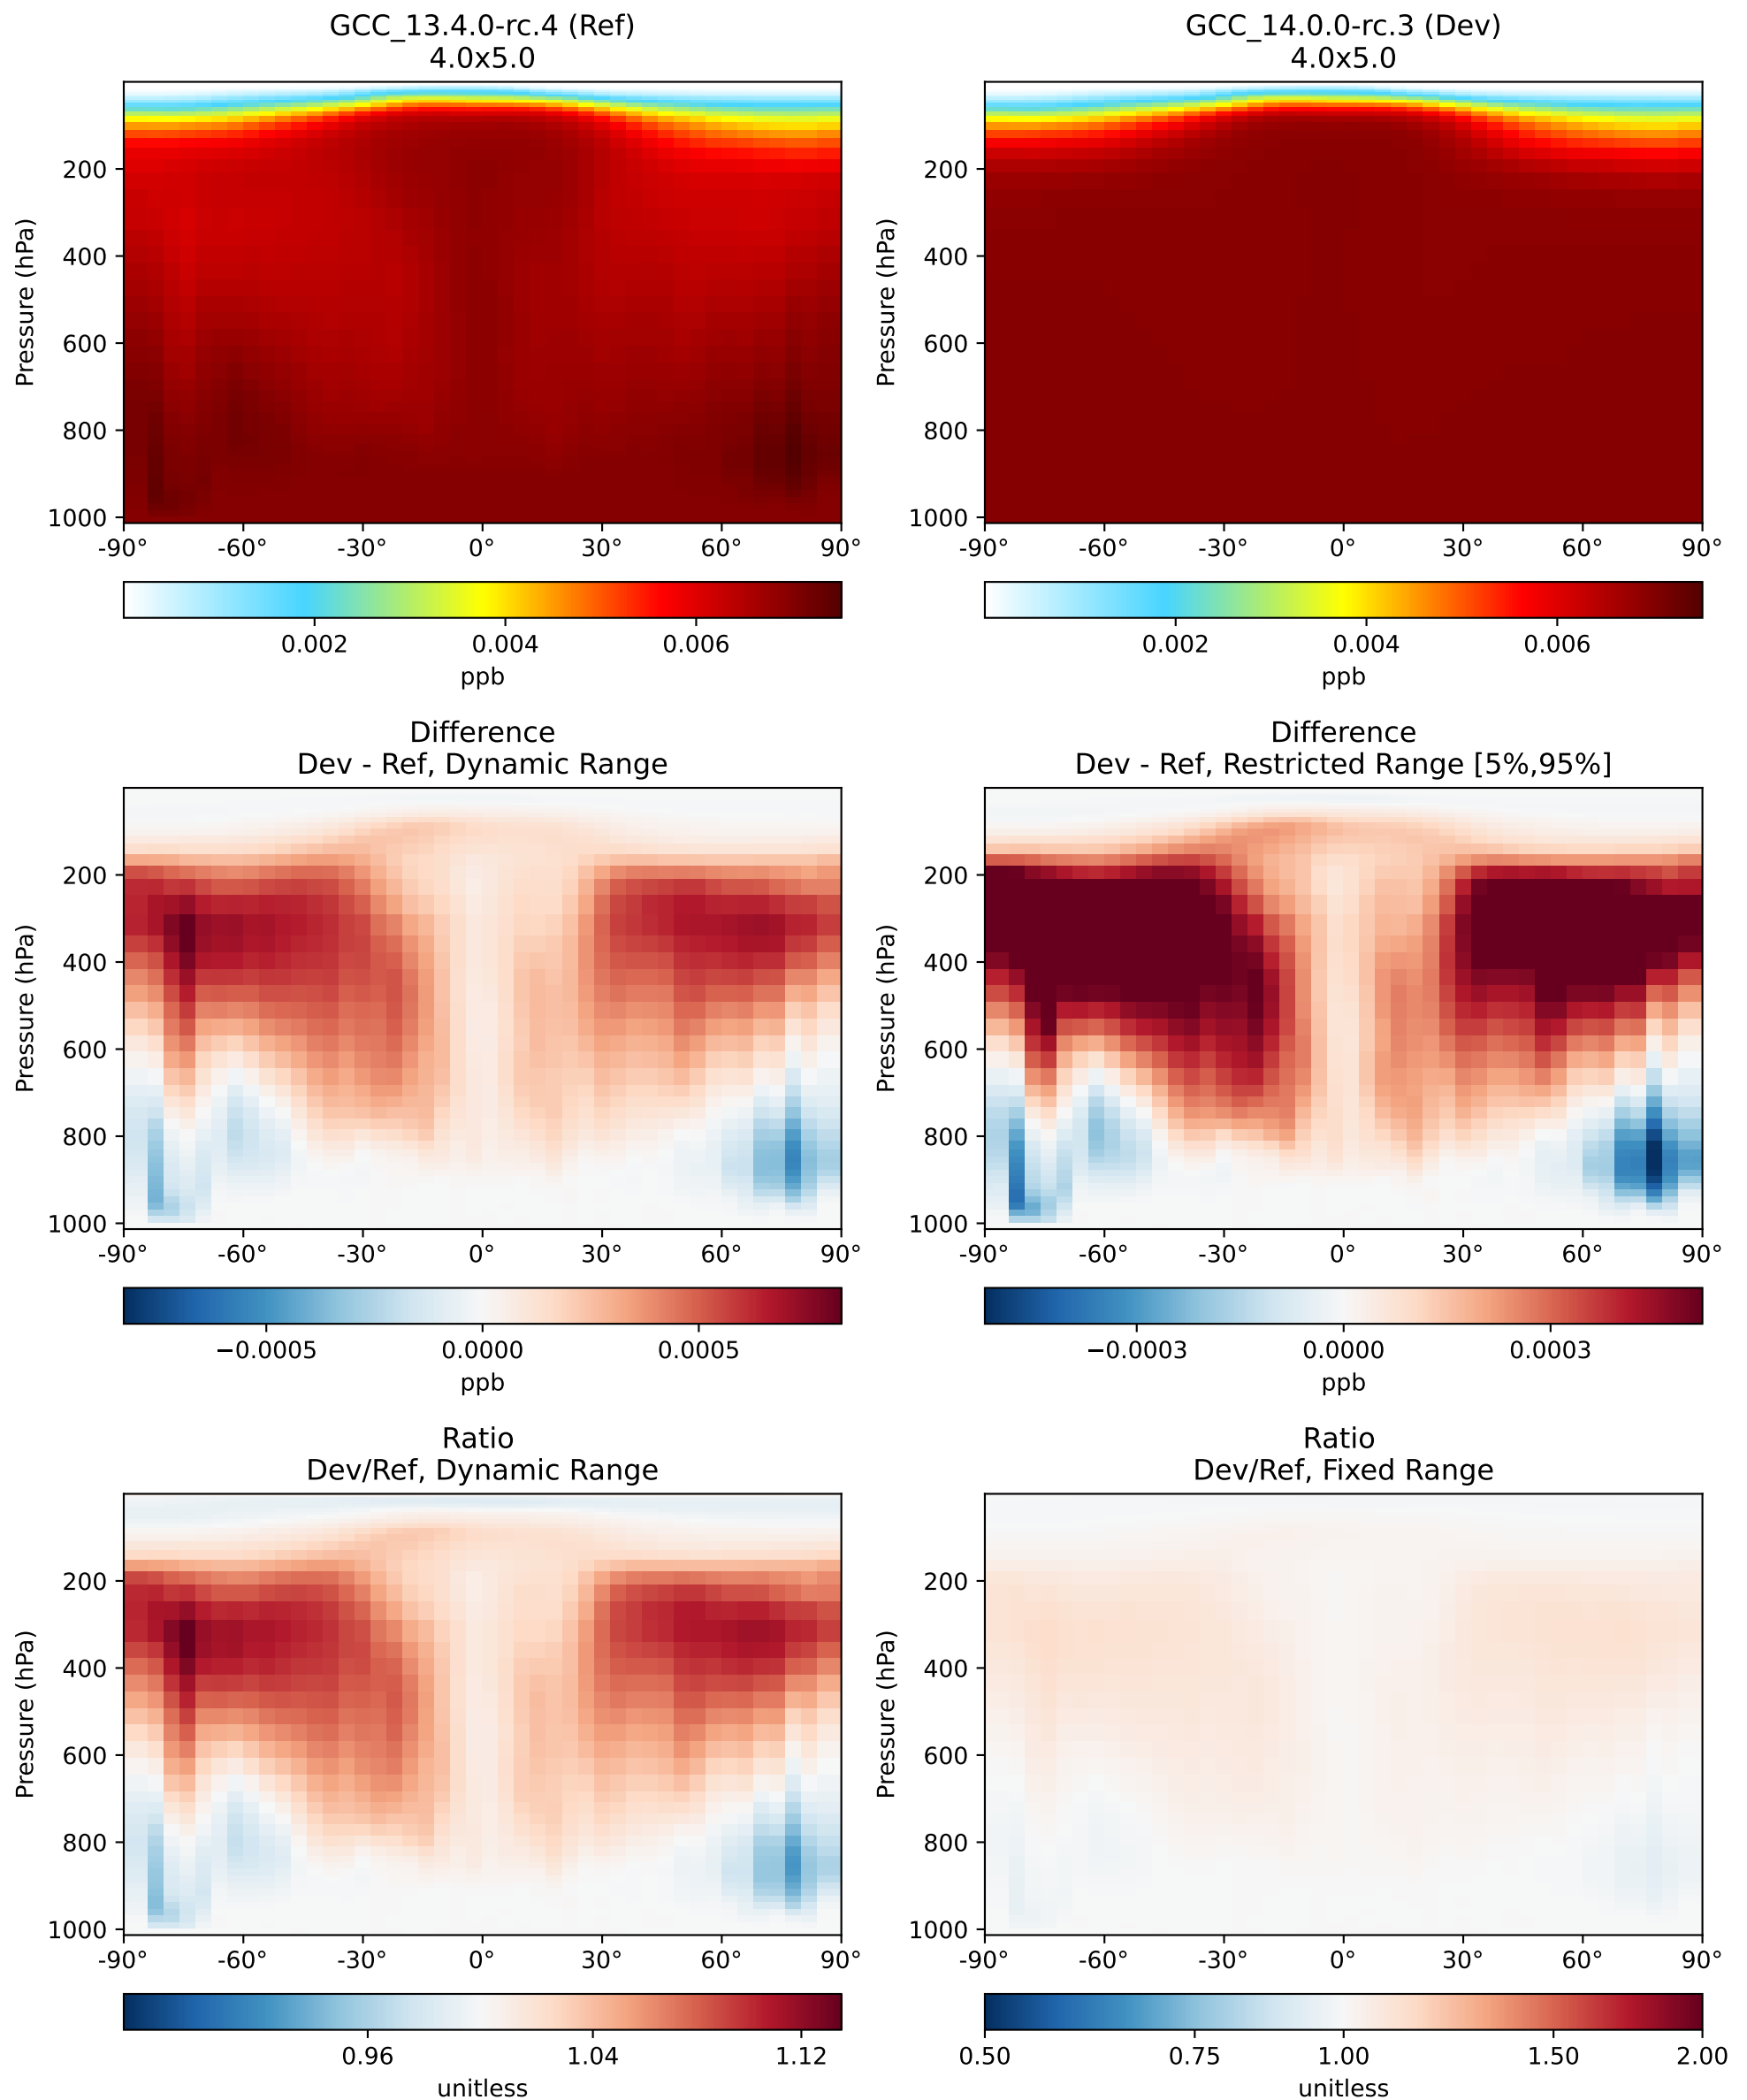 GCC_13.4.0-rc.4 (Ref)
4.0x5.0
Pressure (hPa)
200
400
600
800
1000
-90° -60° -30° 0° 30° 60° 90°
0.002 0.004 0.006
ppb
GCC_14.0.0-rc.3 (Dev)
4.0x5.0
Pressure (hPa)
200
400
600
800
1000
-90° -60° -30° 0° 30° 60° 90°
0.002 0.004 0.006
ppb
Difference
Dev - Ref, Dynamic Range
Pressure (hPa)
200
400
600
800
1000
-90° -60° -30° 0° 30° 60° 90°
−0.0005 0.0000 0.0005
ppb
Difference
Dev - Ref, Restricted Range [5%,95%]
Pressure (hPa)
200
400
600
800
1000
-90° -60° -30° 0° 30° 60° 90°
−0.0003 0.0000 0.0003
ppb
Ratio
Dev/Ref, Dynamic Range
Pressure (hPa)
200
400
600
800
1000
-90° -60° -30° 0° 30° 60° 90°
0.96 1.04 1.12
unitless
Ratio
Dev/Ref, Fixed Range
Pressure (hPa)
200
400
600
800
1000
-90° -60° -30° 0° 30° 60° 90°
0.50 0.75 1.00 1.50 2.00
unitless